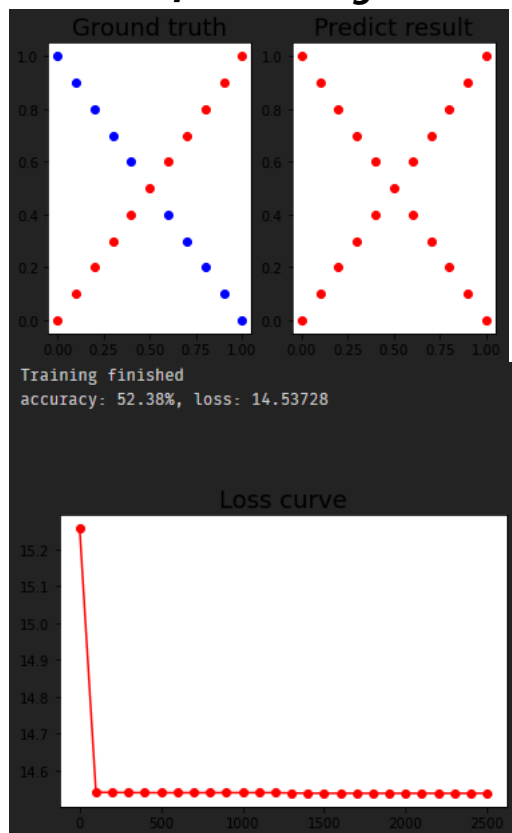 Ground truth Predict result
1.0 1.0
0.8 0.8
0.6 0.6
0.4 0.4
0.2 0.2
0.0 0.0
0.00 0.25 0.50 0.75 1.00 0.00 0.25 0.50 0.75 1.00
Training finished
accuracy: 52.38%, loss: 14.53728
Loss curve
15.2
15.1
15.0
14.9
14.8
14.7
14.6
0 500 1000 1500 2000 2500